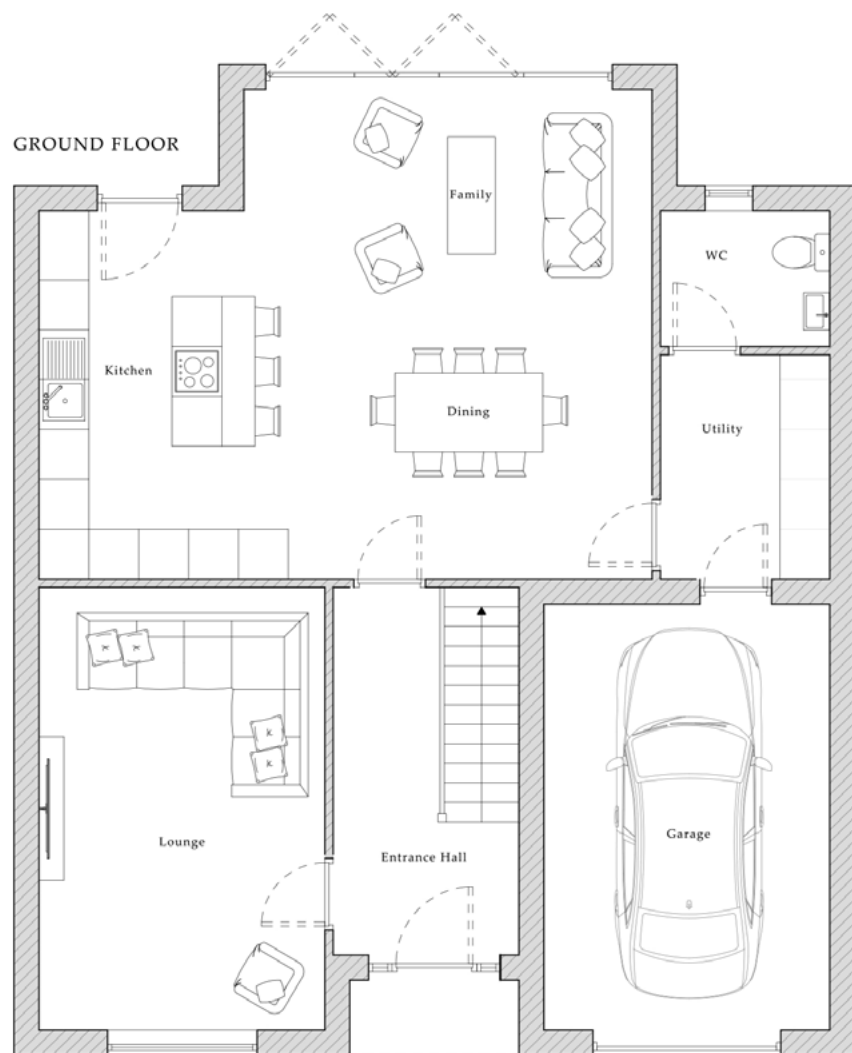 GROUND FLOOR
Family
WC
Kitchen
Dining
Utility
Lounge
Entrance Hall
Garage